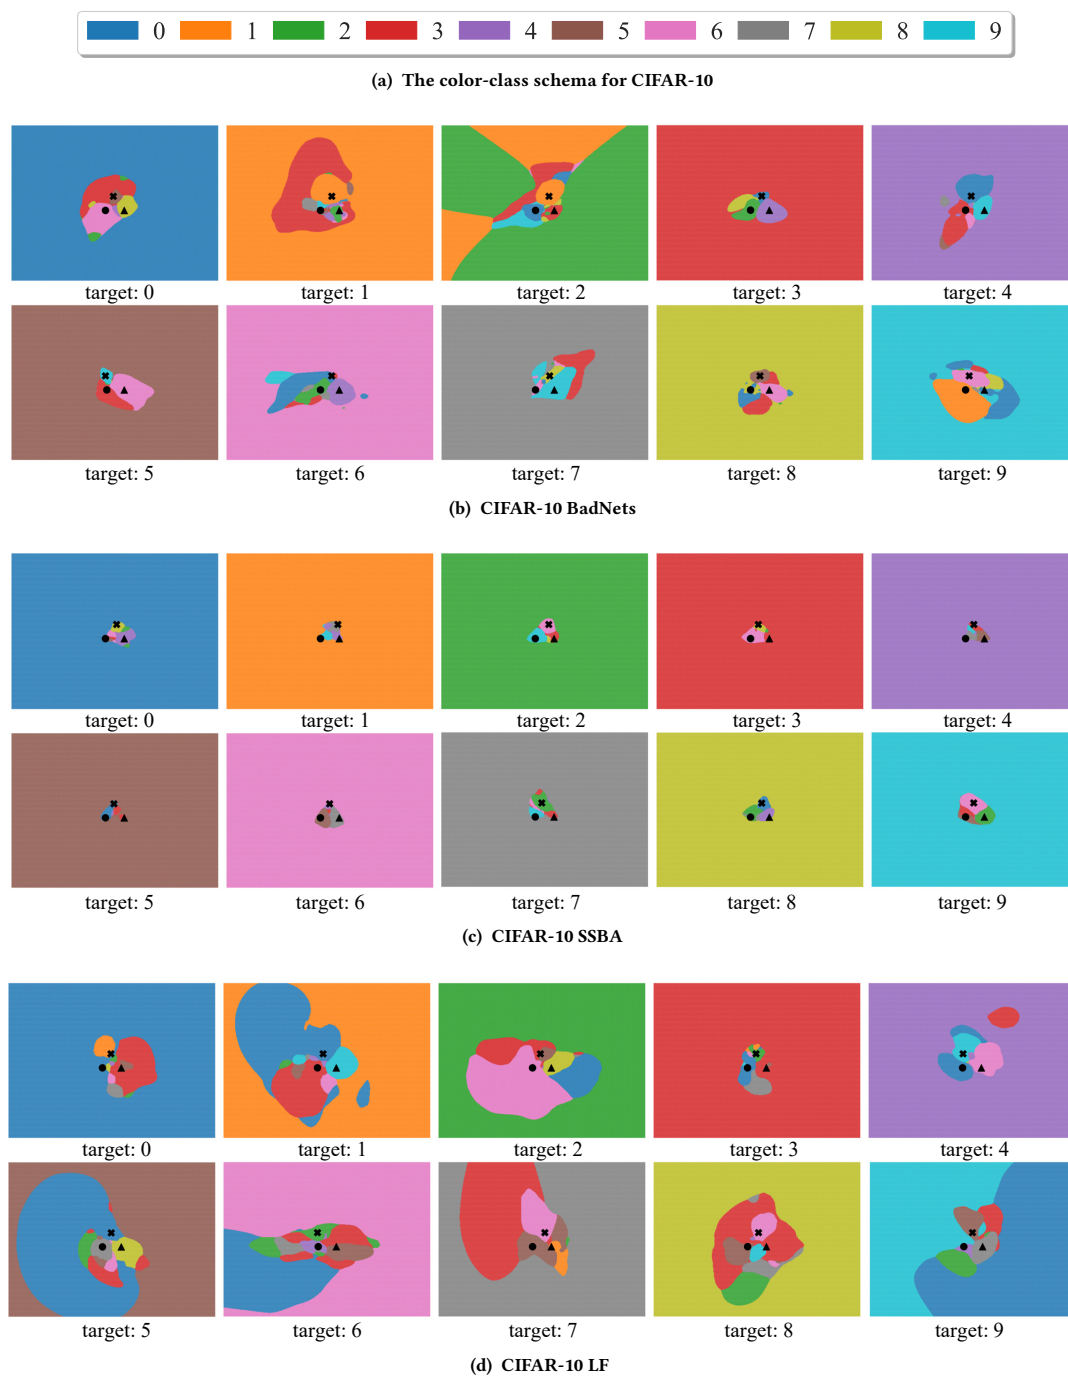 0 1 2 3 4 5 6 7 8 9
(a) The color-class schema for CIFAR-10
target: 0 target: 1 target: 2 target: 3 target: 4
target: 5 target: 6 target: 7 target: 8 target: 9
(b) CIFAR-10 BadNets
target: 0 target: 1 target: 2 target: 3 target: 4
target: 5 target: 6 target: 7 target: 8 target: 9
(c) CIFAR-10 SSBA
target: 0 target: 1 target: 2 target: 3 target: 4
target: 5 target: 6 target: 7 target: 8 target: 9
(d) CIFAR-10 LF